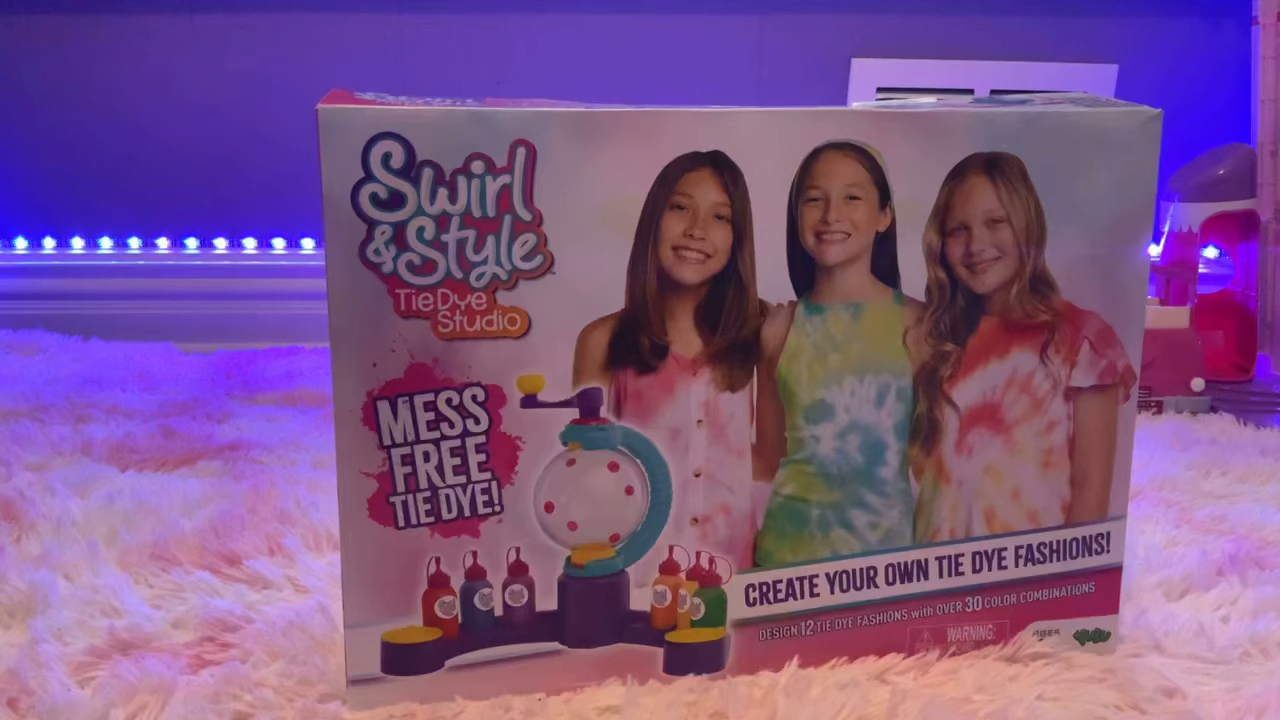 Swirl
& Style
Tie Dye
Studio
MESS
FREE
TIE DYE!
CREATE YOUR OWN TIE DYE FASHIONS!
DESIGN 12 TIE DYE FASHIONS with OVER 30 COLOR COMBINATIONS
WARNING:
AGES